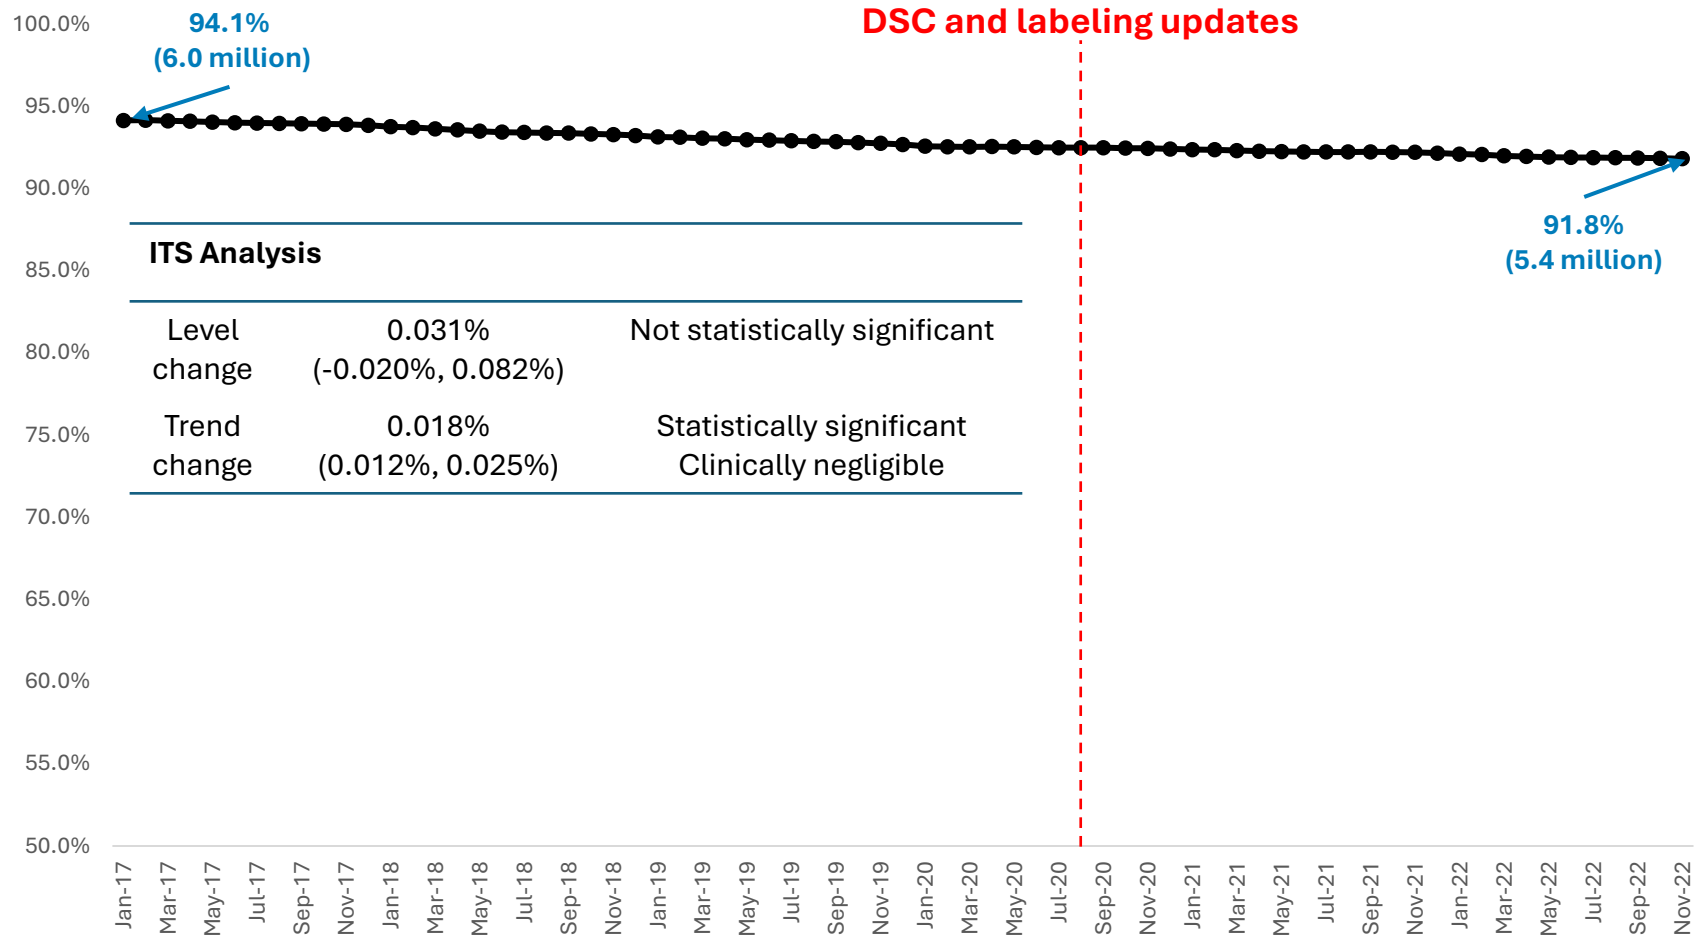 DSC and labeling updates
94.1%
(6.0 million)
100.0%
95.0%
90.0%
85.0%
80.0%
75.0%
70.0%
65.0%
60.0%
55.0%
50.0%
91.8%
(5.4 million)
ITS Analysis
Level change 0.031% (-0.020%, 0.082%) Not statistically significant
Trend change 0.018% (0.012%, 0.025%) Statistically significant Clinically negligible
Jan-17
Mar-17
May-17
Jul-17
Sep-17
Nov-17
Jan-18
Mar-18
May-18
Jul-18
Sep-18
Nov-18
Jan-19
Mar-19
May-19
Jul-19
Sep-19
Nov-19
Jan-20
Mar-20
May-20
Jul-20
Sep-20
Nov-20
Jan-21
Mar-21
May-21
Jul-21
Sep-21
Nov-21
Jan-22
Mar-22
May-22
Jul-22
Sep-22
Nov-22